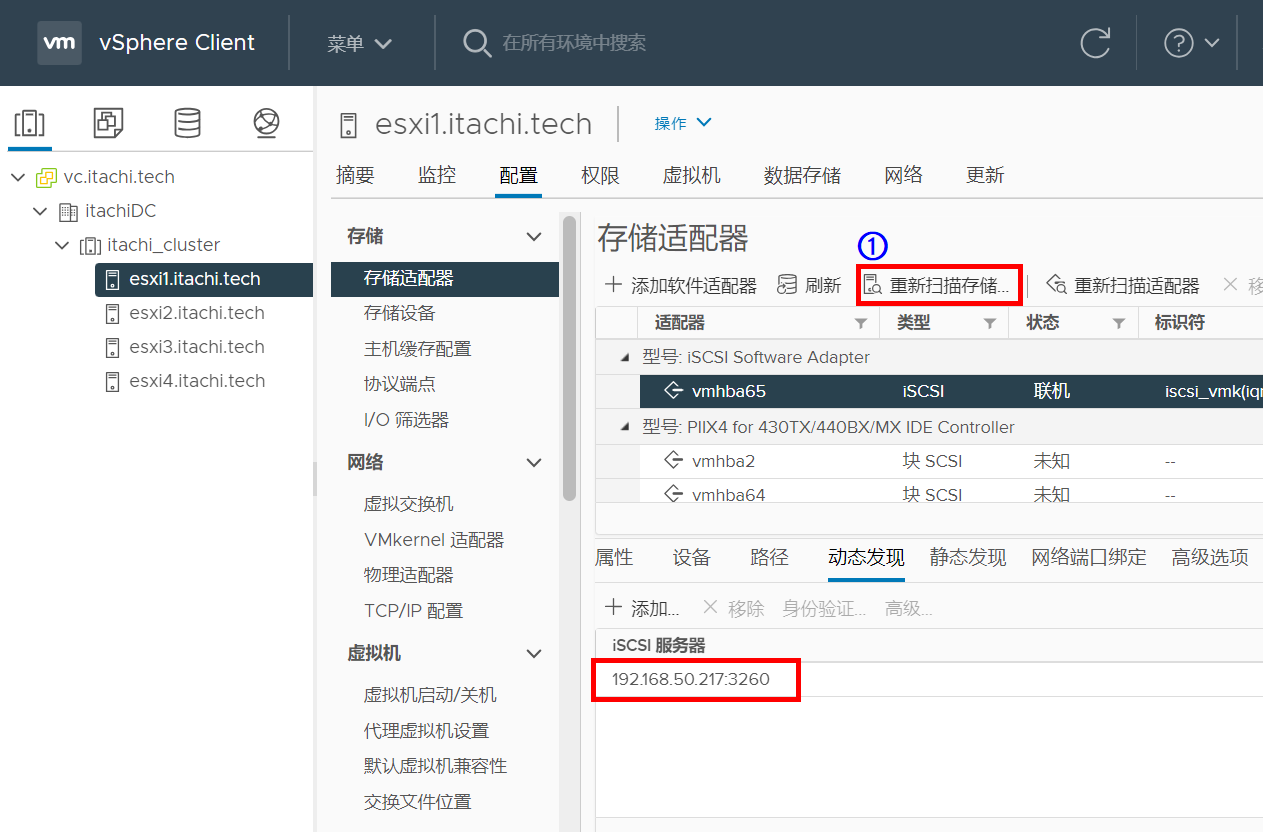 vm vSphere Client 菜单 在所有环境中搜索
vc.itachi.tech
itachiDC
itachi_cluster
esxi1.itachi.tech
esxi2.itachi.tech
esxi3.itachi.tech
esxi4.itachi.tech
esxi1.itachi.tech 操作
摘要 监控 配置 权限 虚拟机 数据存储 网络 更新
存储
存储适配器
存储设备
主机缓存配置
协议端点
I/O 筛选器
网络
虚拟交换机
VMkernel 适配器
物理适配器
TCP/IP 配置
虚拟机
虚拟机启动/关机
代理虚拟机设置
默认虚拟机兼容性
交换文件位置
存储适配器
①
添加软件适配器 刷新 重新扫描存储... 重新扫描适配器 移
适配器 类型 状态 标识符
型号: iSCSI Software Adapter
vmhba65 iSCSI 联机 iscsi_vmk(iqn
型号: PIIX4 for 430TX/440BX/MX IDE Controller
vmhba2 块 SCSI 未知 --
vmhba64 块 SCSI 未知 --
属性 设备 路径 动态发现 静态发现 网络端口绑定 高级选项
添加... 移除 身份验证... 高级...
iSCSI 服务器
192.168.50.217:3260